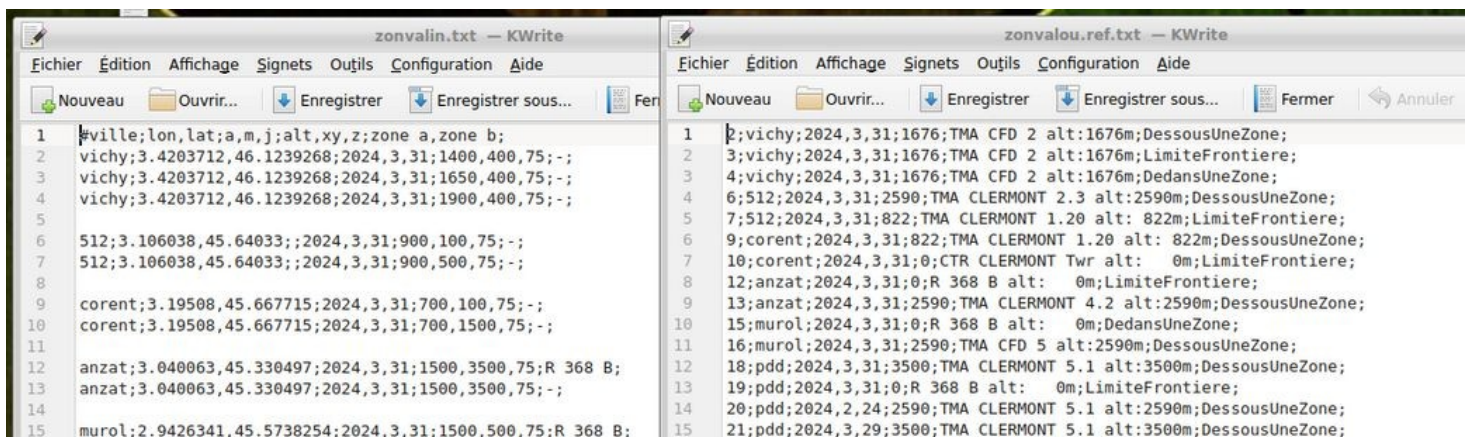 zonvalin.txt — KWrite
Fichier Édition Affichage Signets Outils Configuration Aide
Nouveau Ouvrir... Enregistrer Enregistrer sous... Fer
1 #ville;lon,lat;a,m,j;alt,xy,z;zone a,zone b;
2 vichy;3.4203712,46.1239268;2024,3,31;1400,400,75;-;
3 vichy;3.4203712,46.1239268;2024,3,31;1650,400,75;-;
4 vichy;3.4203712,46.1239268;2024,3,31;1900,400,75;-;
5
6 512;3.106038,45.64033;;2024,3,31;900,100,75;-;
7 512;3.106038,45.64033;;2024,3,31;900,500,75;-;
8
9 corent;3.19508,45.667715;2024,3,31;700,100,75;-;
10 corent;3.19508,45.667715;2024,3,31;700,1500,75;-;
11
12 anzat;3.040063,45.330497;2024,3,31;1500,3500,75;R 368 B;
13 anzat;3.040063,45.330497;2024,3,31;1500,3500,75;-;
14
15 murol;2.9426341,45.5738254;2024,3,31;1500,500,75;R 368 B;
zonvalou.ref.txt — KWrite
Fichier Édition Affichage Signets Outils Configuration Aide
Nouveau Ouvrir... Enregistrer Enregistrer sous... Fermer Annuler
1 2;vichy;2024,3,31;1676;TMA CFD 2 alt:1676m;DessousUneZone;
2 3;vichy;2024,3,31;1676;TMA CFD 2 alt:1676m;LimiteFrontiere;
3 4;vichy;2024,3,31;1676;TMA CFD 2 alt:1676m;DedansUneZone;
4 6;512;2024,3,31;2590;TMA CLERMONT 2.3 alt:2590m;DessousUneZone;
5 7;512;2024,3,31;822;TMA CLERMONT 1.20 alt: 822m;LimiteFrontiere;
6 9;corent;2024,3,31;822;TMA CLERMONT 1.20 alt: 822m;DessousUneZone;
7 10;corent;2024,3,31;0;CTR CLERMONT Twr alt:   0m;LimiteFrontiere;
8 12;anzat;2024,3,31;0;R 368 B alt:   0m;LimiteFrontiere;
9 13;anzat;2024,3,31;2590;TMA CLERMONT 4.2 alt:2590m;DessousUneZone;
10 15;murol;2024,3,31;0;R 368 B alt:   0m;DedansUneZone;
11 16;murol;2024,3,31;2590;TMA CFD 5 alt:2590m;DessousUneZone;
12 18;pdd;2024,3,31;3500;TMA CLERMONT 5.1 alt:3500m;DessousUneZone;
13 19;pdd;2024,3,31;0;R 368 B alt:   0m;LimiteFrontiere;
14 20;pdd;2024,2,24;2590;TMA CLERMONT 5.1 alt:2590m;DessousUneZone;
15 21;pdd;2024,3,29;3500;TMA CLERMONT 5.1 alt:3500m;DessousUneZone;